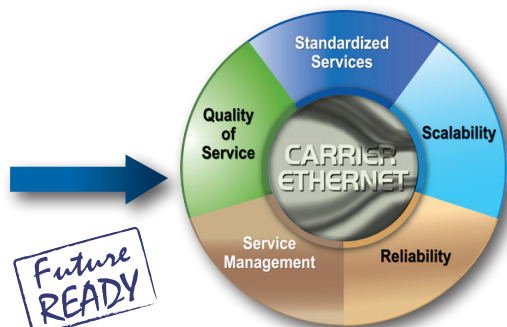 Standardized
Services
Quality
of
Service
Scalability
CARRIER
ETHERNET
Service
Management
Reliability
Future
READY